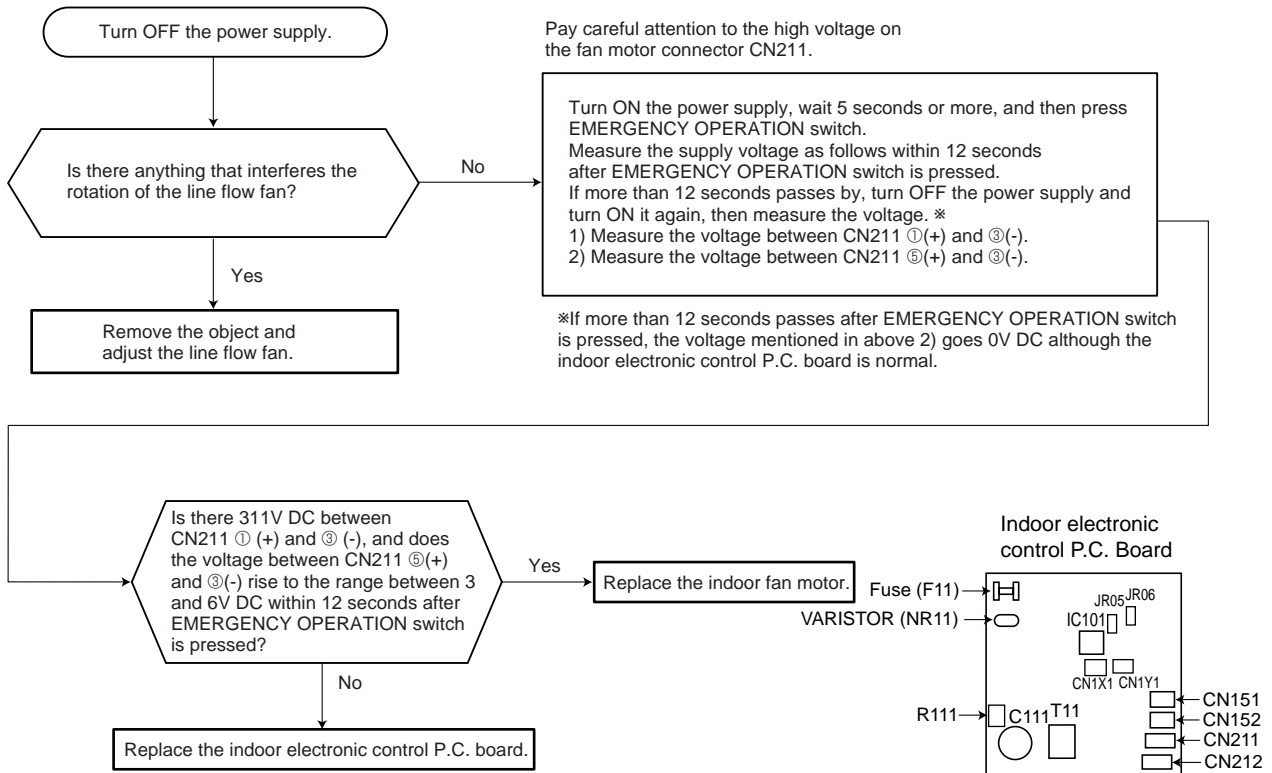 Turn OFF the power supply.
Pay careful attention to the high voltage on
the fan motor connector CN211.
Is there anything that interferes the
rotation of the line flow fan?
No
Yes
Remove the object and
adjust the line flow fan.
Turn ON the power supply, wait 5 seconds or more, and then press
EMERGENCY OPERATION switch.
Measure the supply voltage as follows within 12 seconds
after EMERGENCY OPERATION switch is pressed.
If more than 12 seconds passes by, turn OFF the power supply and
turn ON it again, then measure the voltage. ※
1) Measure the voltage between CN211 ①(+) and ③(-).
2) Measure the voltage between CN211 ⑤(+) and ③(-).
※If more than 12 seconds passes after EMERGENCY OPERATION switch
is pressed, the voltage mentioned in above 2) goes 0V DC although the
indoor electronic control P.C. board is normal.
Is there 311V DC between
CN211 ① (+) and ③ (-), and does
the voltage between CN211 ⑤(+)
and ③(-) rise to the range between 3
and 6V DC within 12 seconds after
EMERGENCY OPERATION switch
is pressed?
Yes
Replace the indoor fan motor.
No
Replace the indoor electronic control P.C. board.
Indoor electronic
control P.C. Board
Fuse (F11)
VARISTOR (NR11)
JR05 JR06
IC101
CN1X1 CN1Y1
R111
C111 T11
CN151
CN152
CN211
CN212